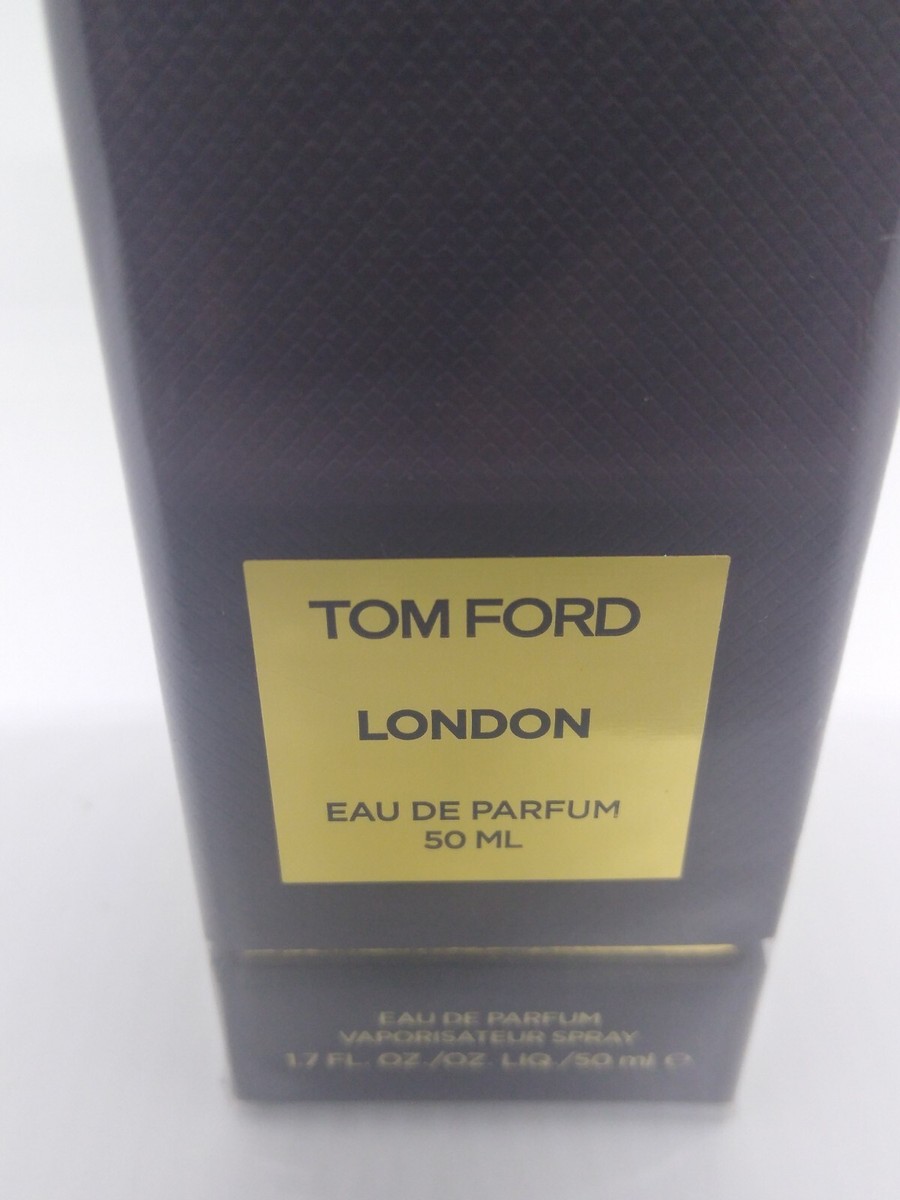 TOM FORD
LONDON
EAU DE PARFUM
50 ML
EAU DE PARFUM
VAPORISATEUR SPRAY
1.7 FL. OZ./OZ. LIQ./50 ml ℮